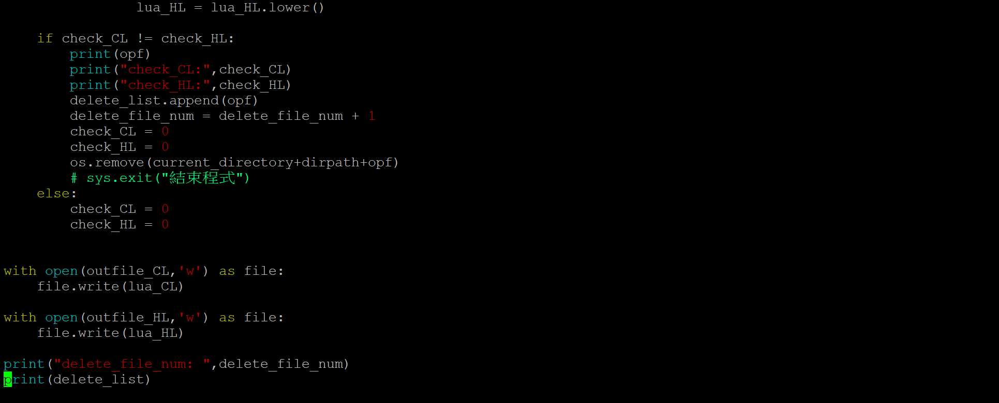 lua_HL = lua_HL.lower()

    if check_CL != check_HL:
        print(opf)
        print("check_CL:",check_CL)
        print("check_HL:",check_HL)
        delete_list.append(opf)
        delete_file_num = delete_file_num + 1
        check_CL = 0
        check_HL = 0
        os.remove(current_directory+dirpath+opf)
        # sys.exit("結束程式")
    else:
        check_CL = 0
        check_HL = 0


with open(outfile_CL,'w') as file:
    file.write(lua_CL)

with open(outfile_HL,'w') as file:
    file.write(lua_HL)

print("delete_file_num: ",delete_file_num)
print(delete_list)